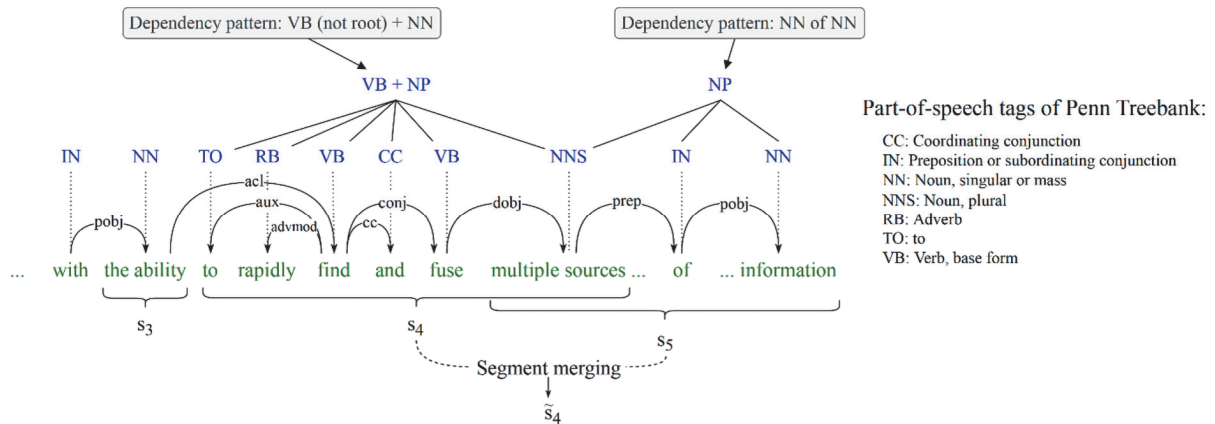 Dependency pattern: VB (not root) + NN
Dependency pattern: NN of NN
VB + NP
NP
IN NN TO RB VB CC VB NNS IN NN
acl
pobj aux advmod cc conj dobj prep pobj
... with the ability to rapidly find and fuse multiple sources ... of ... information
s3 s4 s5
Segment merging
s̃4
Part-of-speech tags of Penn Treebank:
CC: Coordinating conjunction
IN: Preposition or subordinating conjunction
NN: Noun, singular or mass
NNS: Noun, plural
RB: Adverb
TO: to
VB: Verb, base form